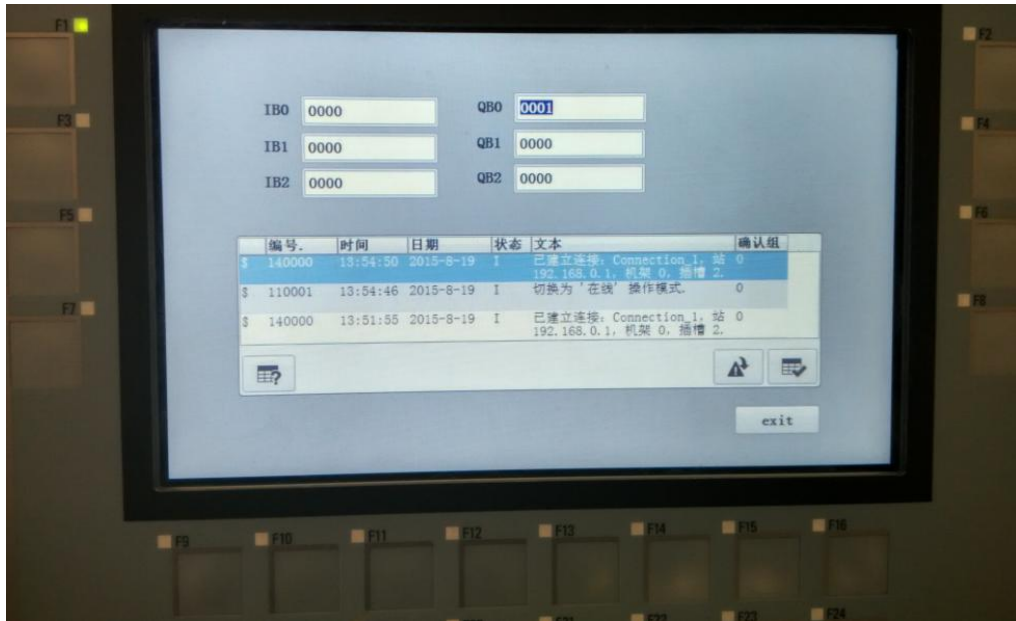 F1
F2
IB0 0000 QB0 0001
F3
F4
IB1 0000 QB1 0000
IB2 0000 QB2 0000
F5
F6
编号. 时间 日期 状态 文本 确认组
$ 140000 13:54:50 2015-8-19 I 已建立连接: Connection_1, 站 0
192.168.0.1, 机架 0, 插槽 2.
$ 110001 13:54:46 2015-8-19 I 切换为 '在线' 操作模式. 0
F7
F8
$ 140000 13:51:55 2015-8-19 I 已建立连接: Connection_1, 站 0
192.168.0.1, 机架 0, 插槽 2.
?
exit
F9 F10 F11 F12 F13 F14 F15 F16
F21 F22 F23 F24